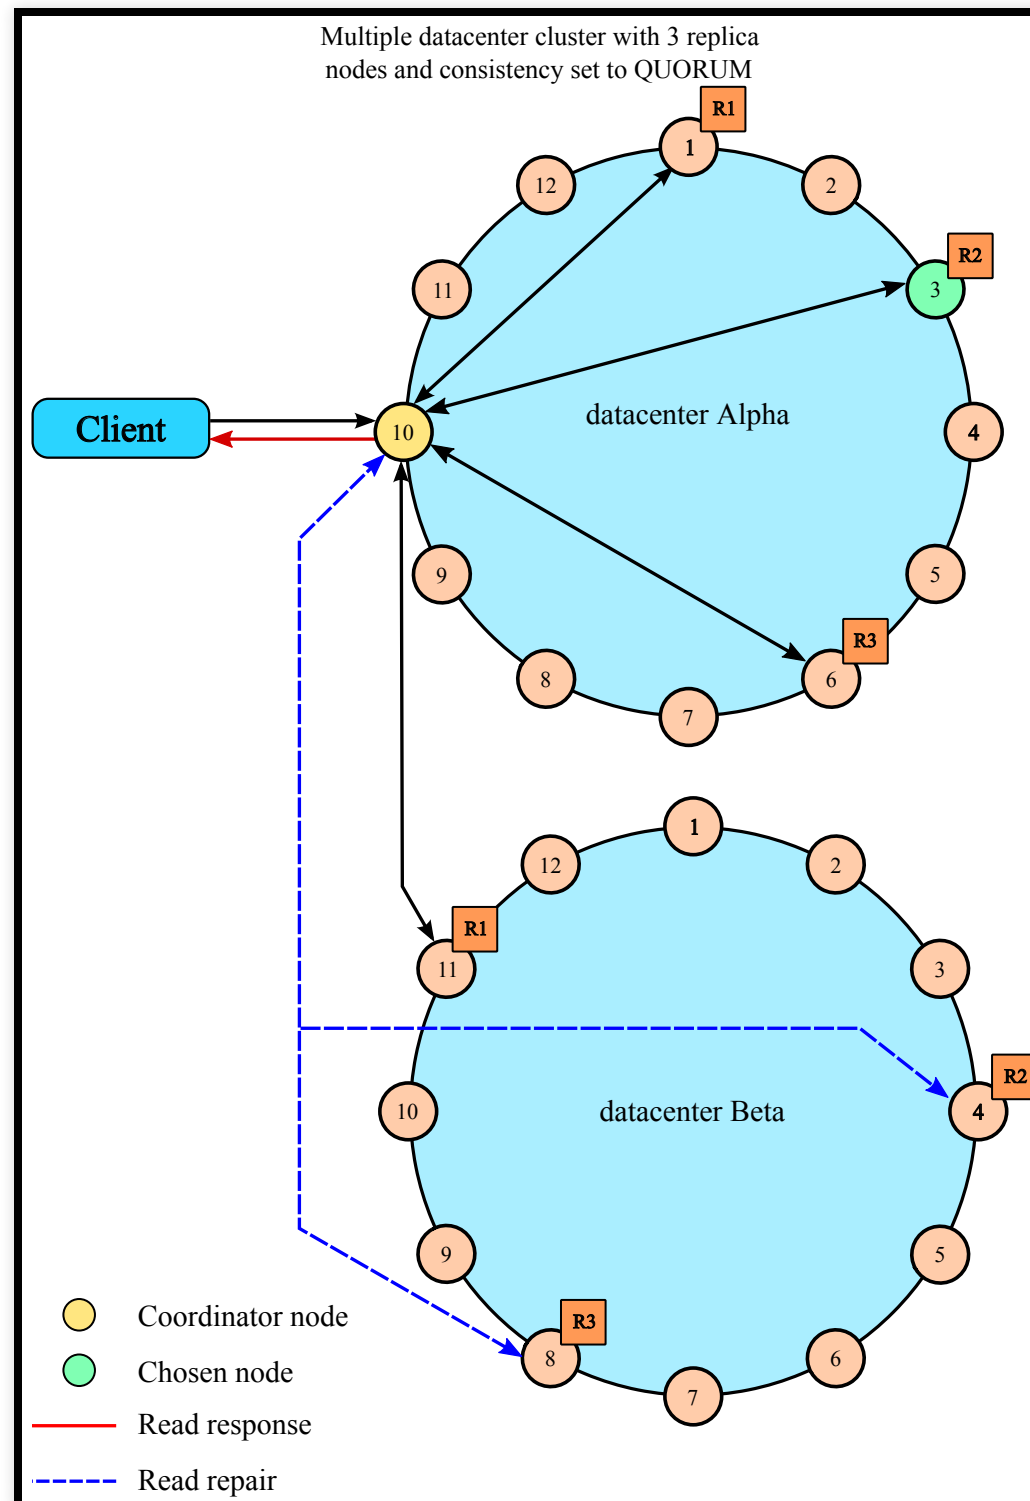 Multiple datacenter cluster with 3 replica
nodes and consistency set to QUORUM
R1
1
12
2
R2
11
3
Client
10
datacenter Alpha
4
9
5
R3
8
6
7
1
12
2
R1
11
3
R2
10
datacenter Beta
4
9
5
R3
8
6
7
Coordinator node
Chosen node
Read response
Read repair